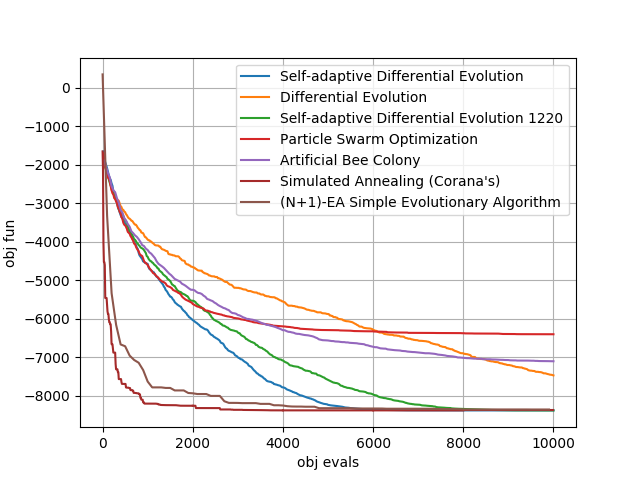 Self-adaptive Differential Evolution
Differential Evolution
Self-adaptive Differential Evolution 1220
Particle Swarm Optimization
Artificial Bee Colony
Simulated Annealing (Corana's)
(N+1)-EA Simple Evolutionary Algorithm
0
−1000
−2000
−3000
−4000
−5000
−6000
−7000
−8000
obj fun
0 2000 4000 6000 8000 10000
obj evals